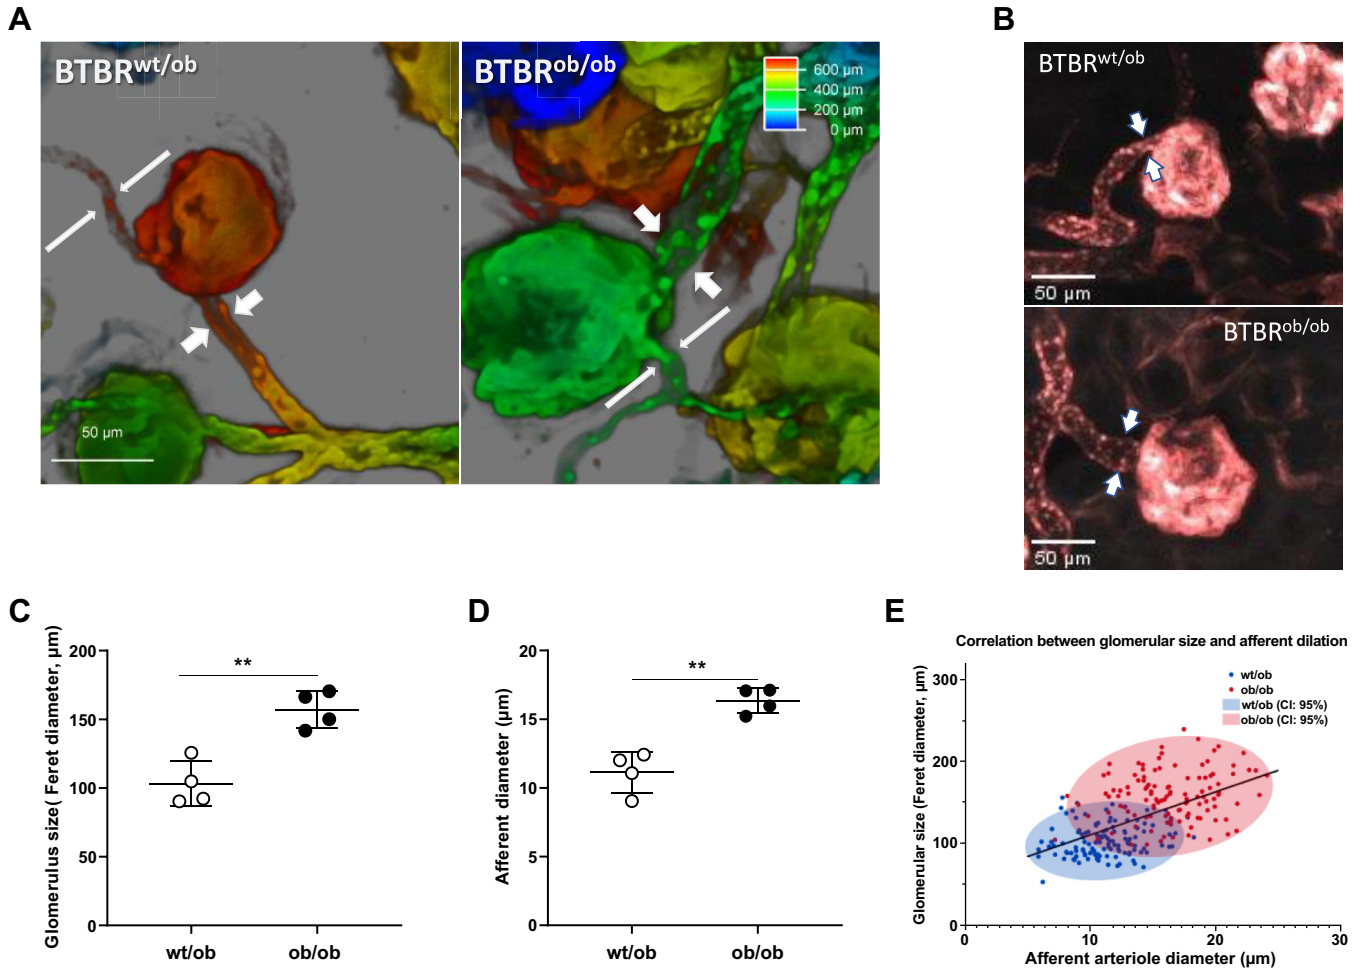 A
BTBRwt/ob
BTBRob/ob
600 µm
400 µm
200 µm
0 µm
50 µm
B
BTBRwt/ob
50 µm
BTBRob/ob
50 µm
C
Glomerulus size( Feret diameter, µm)
200
150
100
50
0
**
wt/ob
ob/ob
D
Afferent diameter (µm)
20
15
10
5
0
**
wt/ob
ob/ob
E
Correlation between glomerular size and afferent dilation
Glomerular size (Feret diameter, µm)
300
200
100
0
wt/ob
ob/ob
wt/ob (CI: 95%)
ob/ob (CI: 95%)
0
10
20
30
Afferent arteriole diameter (µm)